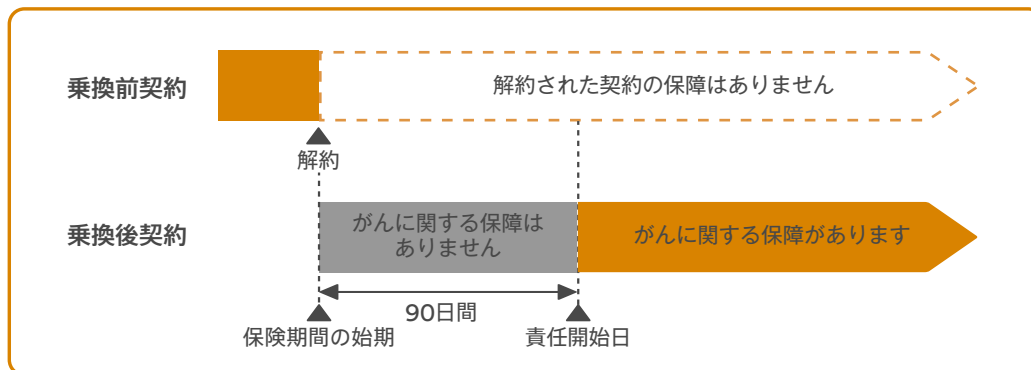 乗換前契約
解約された契約の保障はありません
解約
乗換後契約
がんに関する保障は
ありません
がんに関する保障があります
90日間
保険期間の始期
責任開始日